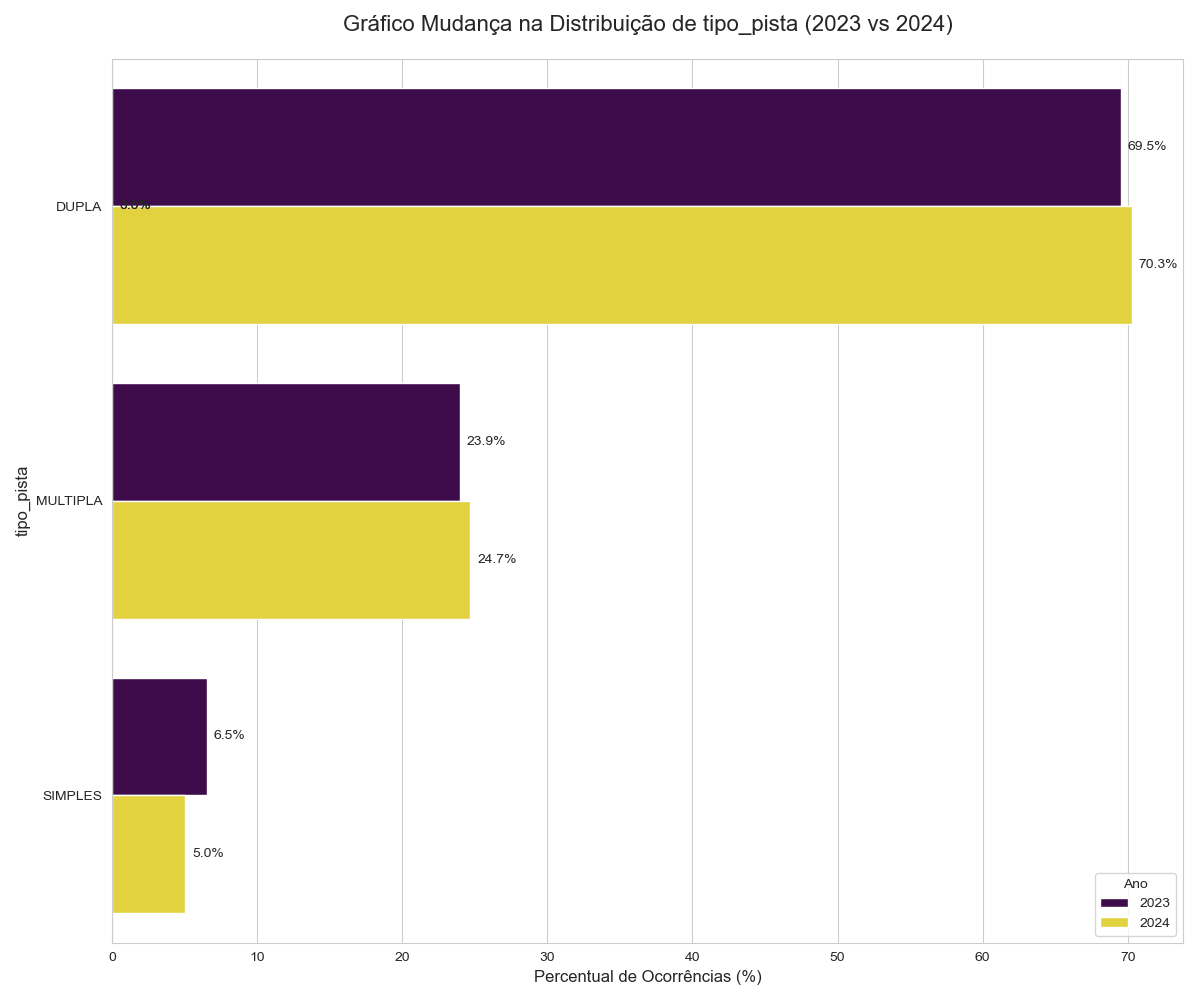 Gráfico Mudança na Distribuição de tipo_pista (2023 vs 2024)
69.5%
DUPLA
0.0%
70.3%
23.9%
tipo_pista
MULTIPLA
24.7%
6.5%
SIMPLES
5.0%
Ano
2023
2024
0 10 20 30 40 50 60 70
Percentual de Ocorrências (%)